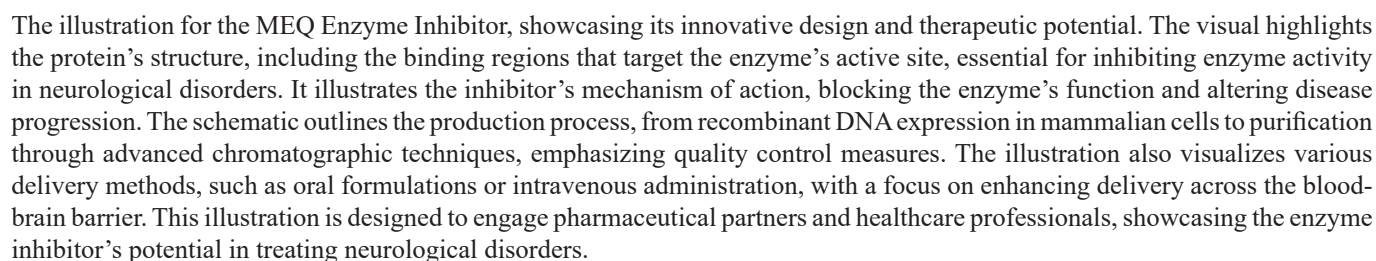 The illustration for the MEQ Enzyme Inhibitor, showcasing its innovative design and therapeutic potential. The visual highlights
the protein’s structure, including the binding regions that target the enzyme’s active site, essential for inhibiting enzyme activity
in neurological disorders. It illustrates the inhibitor’s mechanism of action, blocking the enzyme’s function and altering disease
progression. The schematic outlines the production process, from recombinant DNA expression in mammalian cells to purification
through advanced chromatographic techniques, emphasizing quality control measures. The illustration also visualizes various
delivery methods, such as oral formulations or intravenous administration, with a focus on enhancing delivery across the blood-
brain barrier. This illustration is designed to engage pharmaceutical partners and healthcare professionals, showcasing the enzyme
inhibitor’s potential in treating neurological disorders.